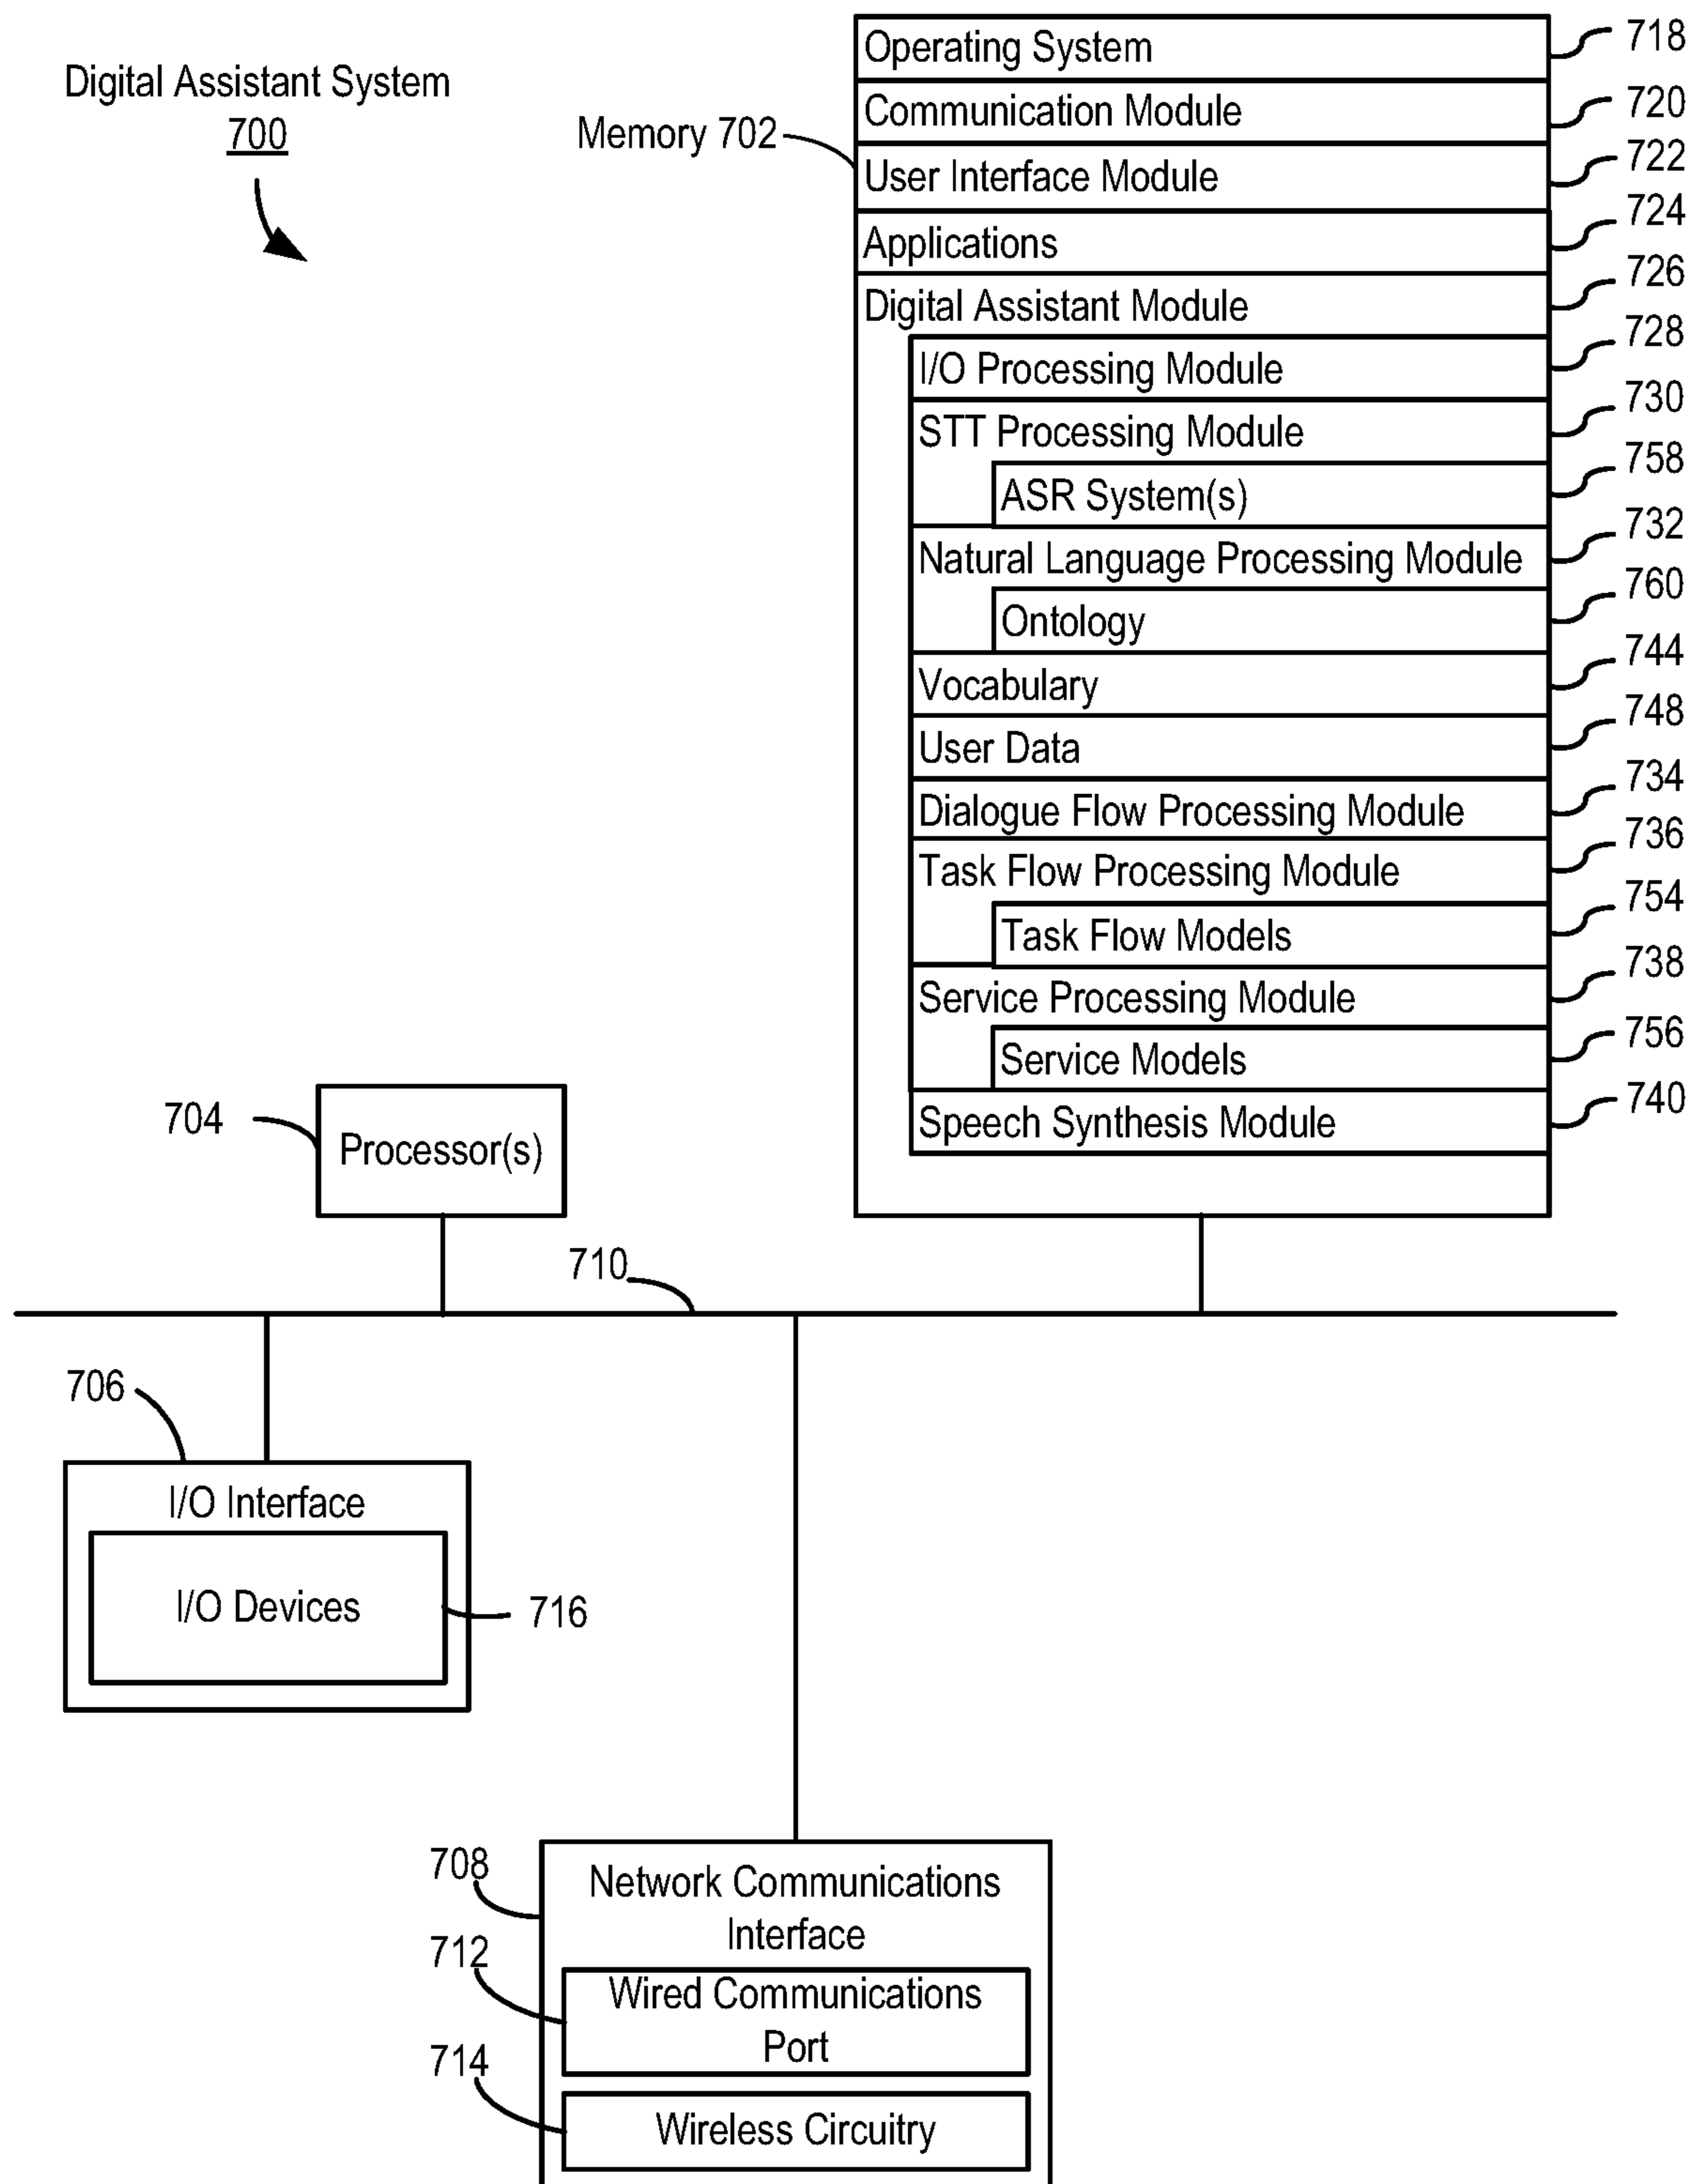 Digital Assistant System
700
Memory 702
Operating System 718
Communication Module 720
User Interface Module 722
Applications 724
Digital Assistant Module 726
I/O Processing Module 728
STT Processing Module 730
ASR System(s) 758
Natural Language Processing Module 732
Ontology 760
Vocabulary 744
User Data 748
Dialogue Flow Processing Module 734
Task Flow Processing Module 736
Task Flow Models 754
Service Processing Module 738
Service Models 756
Speech Synthesis Module 740
704
Processor(s)
710
706
I/O Interface
I/O Devices
716
708
Network Communications
Interface
712
Wired Communications
Port
714
Wireless Circuitry